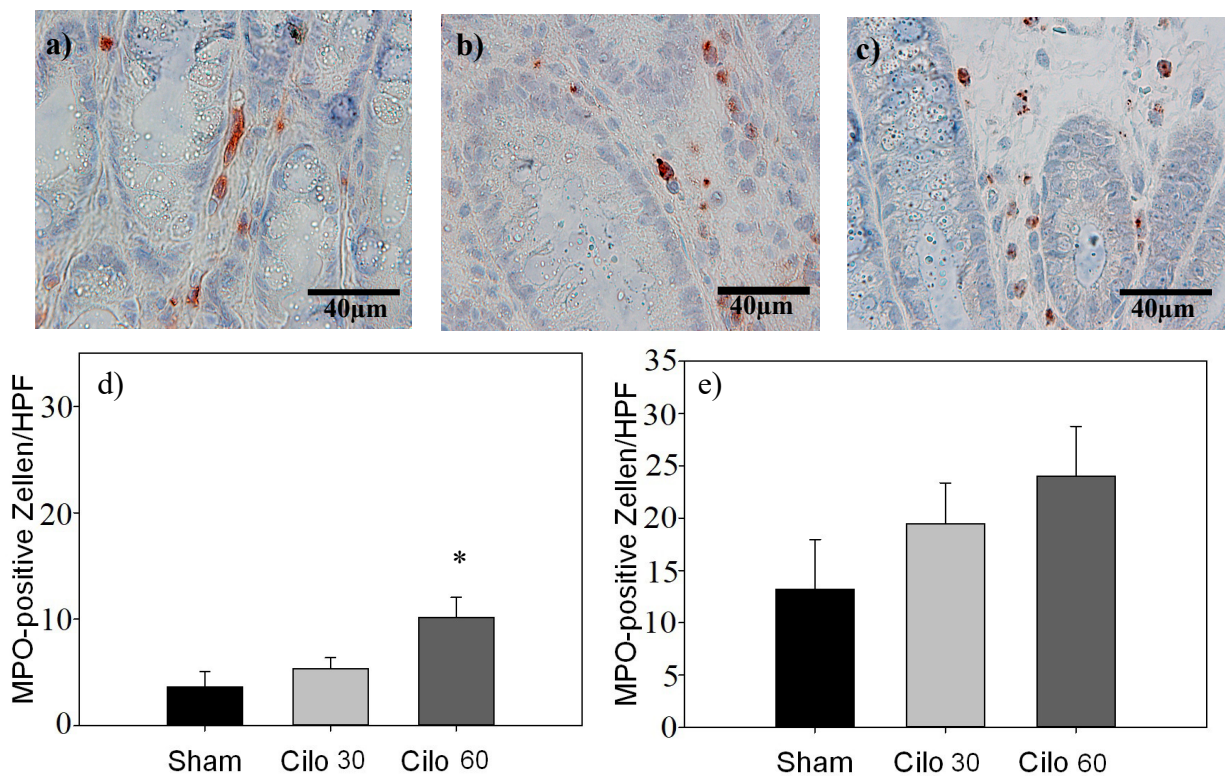 a)
40µm
b)
40µm
c)
40µm
d)
MPO-positive Zellen/HPF
30
20
10
0
*
Sham Cilo 30 Cilo 60
e)
MPO-positive Zellen/HPF
35
30
25
20
15
10
5
0
Sham Cilo 30 Cilo 60